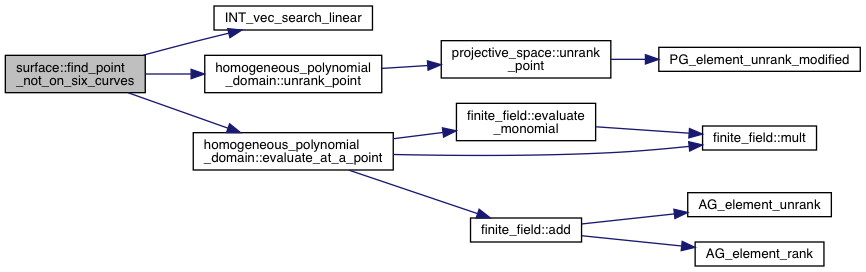 surface::find_point
_not_on_six_curves
INT_vec_search_linear
homogeneous_polynomial
_domain::unrank_point
projective_space::unrank
_point
PG_element_unrank_modified
homogeneous_polynomial
_domain::evaluate_at_a_point
finite_field::evaluate
_monomial
finite_field::mult
finite_field::add
AG_element_unrank
AG_element_rank